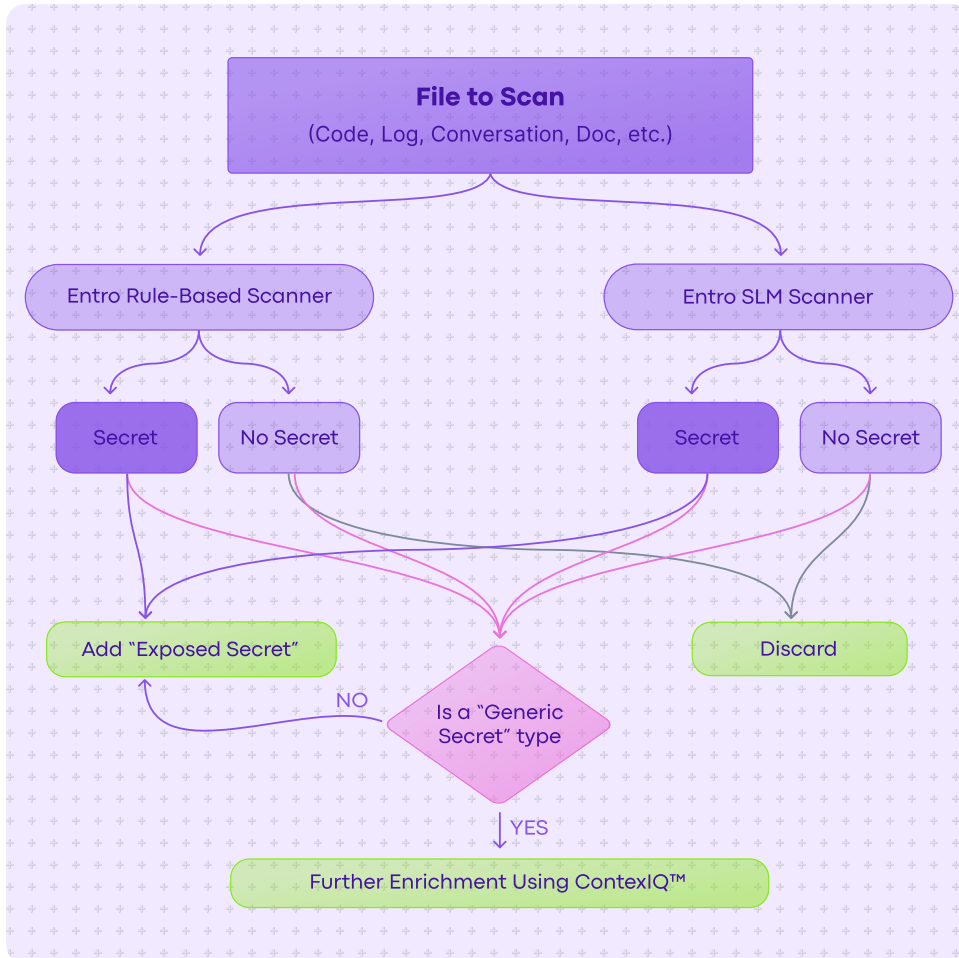 File to Scan
(Code, Log, Conversation, Doc, etc.)
Entro Rule-Based Scanner
Entro SLM Scanner
Secret
No Secret
Secret
No Secret
Add “Exposed Secret”
Discard
NO
Is a “Generic
Secret” type
YES
Further Enrichment Using ContexIQ™